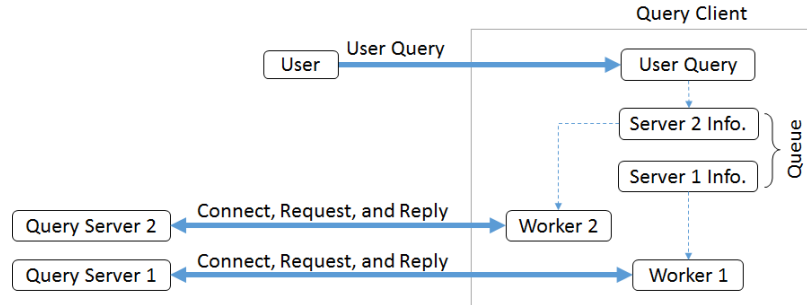 Query Client
User Query
User
User Query
Server 2 Info.
Queue
Server 1 Info.
Connect, Request, and Reply
Query Server 2
Worker 2
Connect, Request, and Reply
Query Server 1
Worker 1